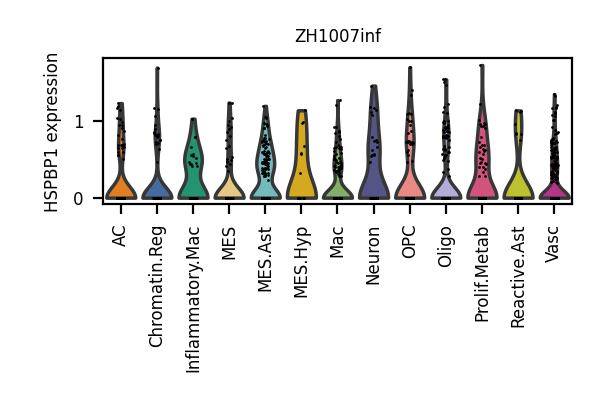 ZH1007inf
HSPBP1 expression
1
0
AC
Chromatin.Reg
Inflammatory.Mac
MES
MES.Ast
MES.Hyp
Mac
Neuron
OPC
Oligo
Prolif.Metab
Reactive.Ast
Vasc